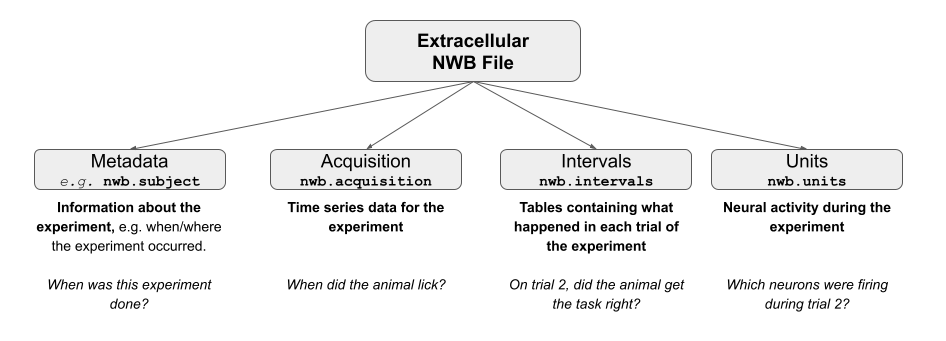 Extracellular
NWB File
Metadata
e.g. nwb.subject
Information about the
experiment, e.g. when/where
the experiment occurred.
When was this experiment
done?
Acquisition
nwb.acquisition
Time series data for the
experiment
When did the animal lick?
Intervals
nwb.intervals
Tables containing what
happened in each trial of
the experiment
On trial 2, did the animal get
the task right?
Units
nwb.units
Neural activity during the
experiment
Which neurons were firing
during trial 2?